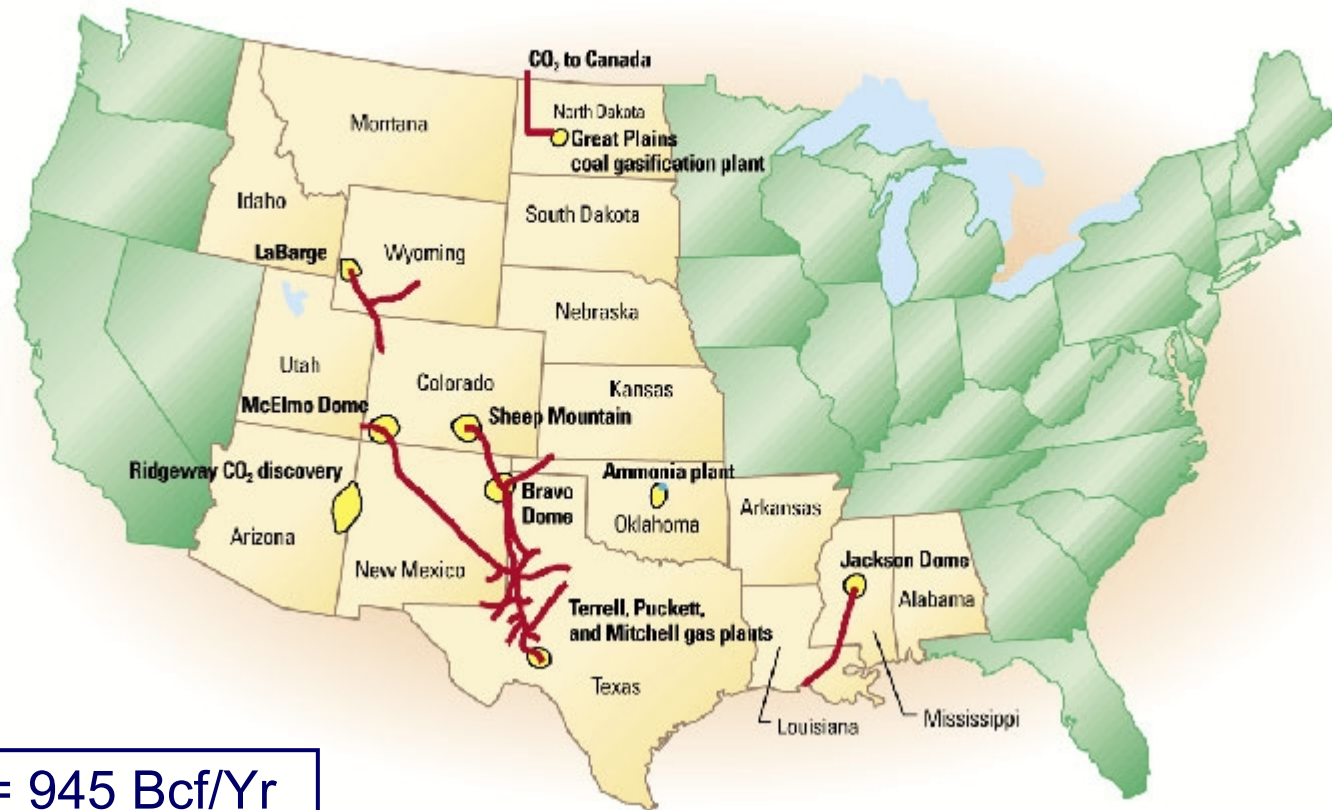 CO₂ to Canada
North Dakota
Great Plains
coal gasification plant
Montana
Idaho
South Dakota
LaBarge
Wyoming
Nebraska
Utah
Colorado
Kansas
McElmo Dome
Sheep Mountain
Ridgeway CO₂ discovery
Ammonia plant
Bravo
Dome
Oklahoma
Arkansas
Arizona
New Mexico
Jackson Dome
Alabama
Terrell, Puckett,
and Mitchell gas plants
Texas
Louisiana
Mississippi
= 945 Bcf/Yr